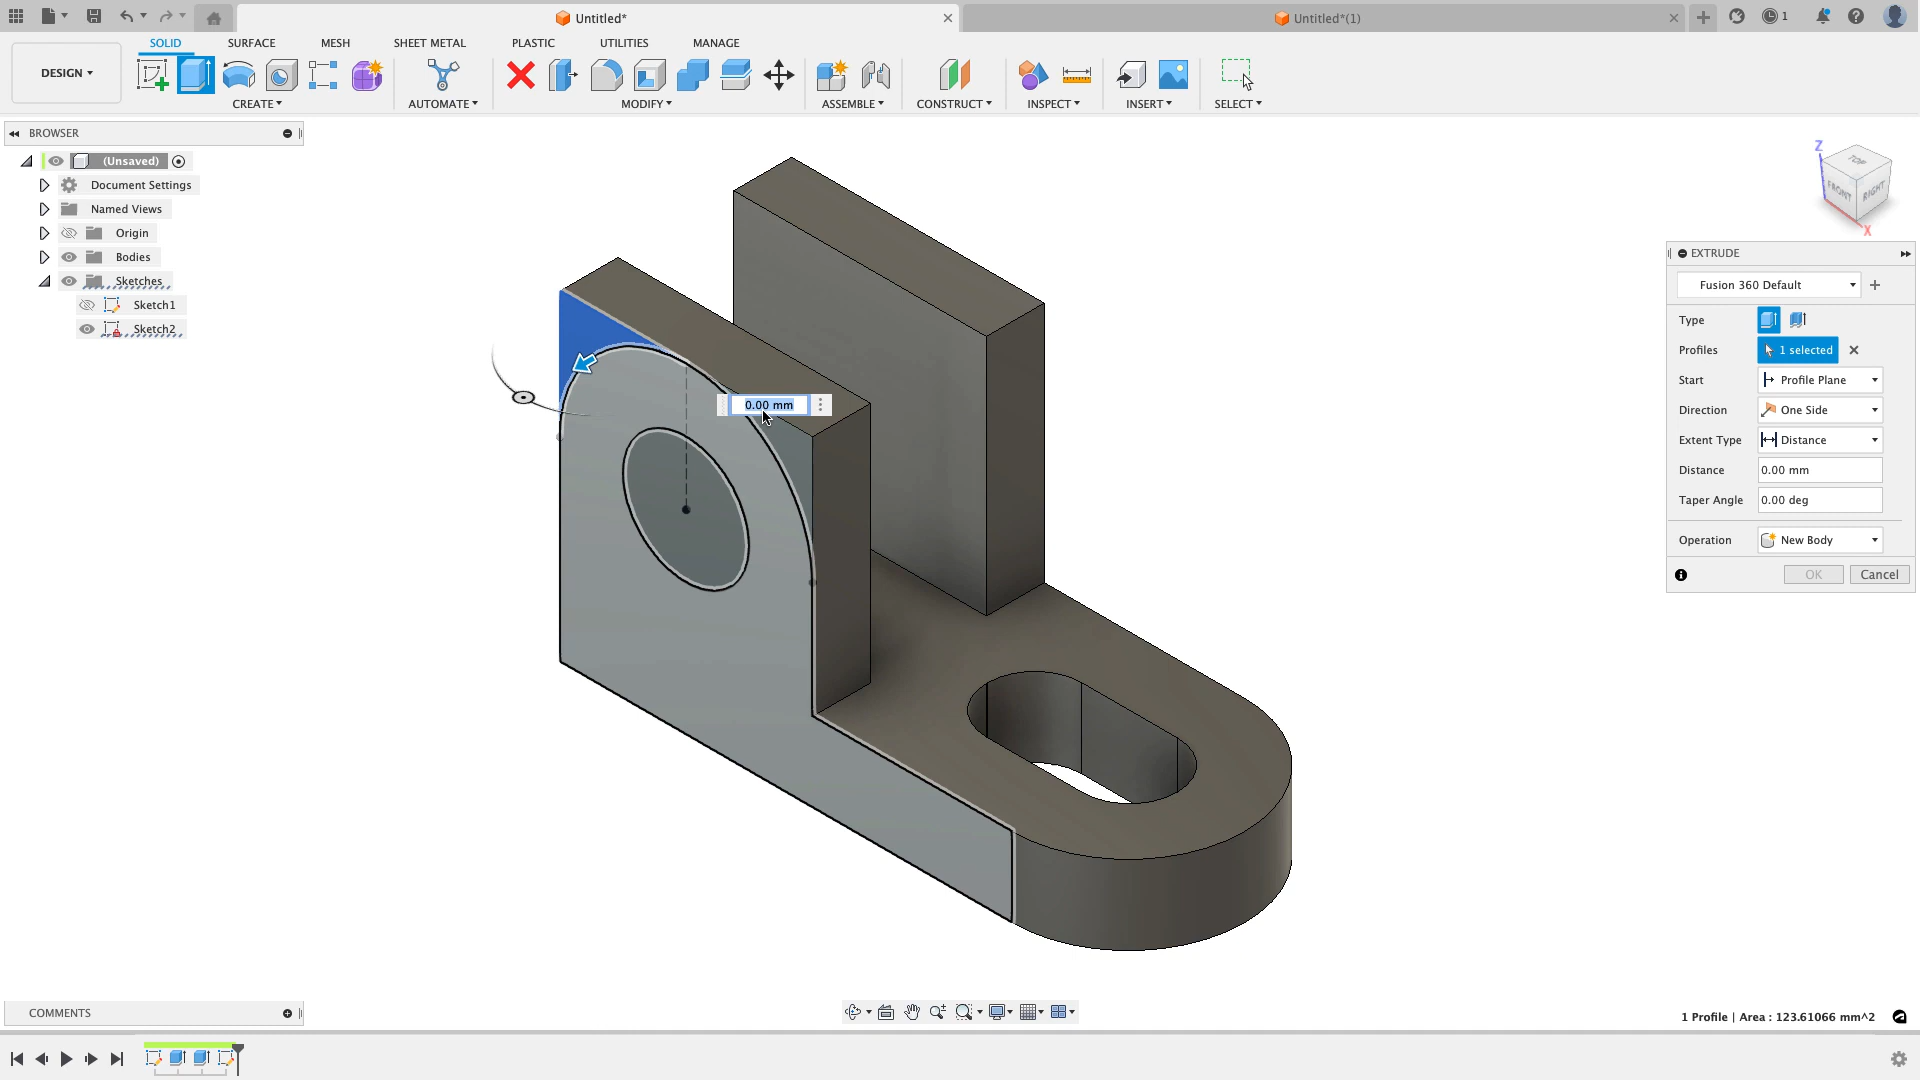 Untitled*
Untitled*(1)
1
SOLID
SURFACE
MESH
SHEET METAL
PLASTIC
UTILITIES
MANAGE
DESIGN
CREATE
AUTOMATE
MODIFY
ASSEMBLE
CONSTRUCT
INSPECT
INSERT
SELECT
BROWSER
(Unsaved)
Document Settings
Named Views
Origin
Bodies
Sketches
Sketch1
Sketch2
Z
TOP
FRONT
RIGHT
X
EXTRUDE
Fusion 360 Default
Type
Profiles 1 selected
Start Profile Plane
Direction One Side
Extent Type Distance
Distance 0.00 mm
Taper Angle 0.00 deg
Operation New Body
OK Cancel
0.00 mm
COMMENTS
1 Profile | Area : 123.61066 mm^2